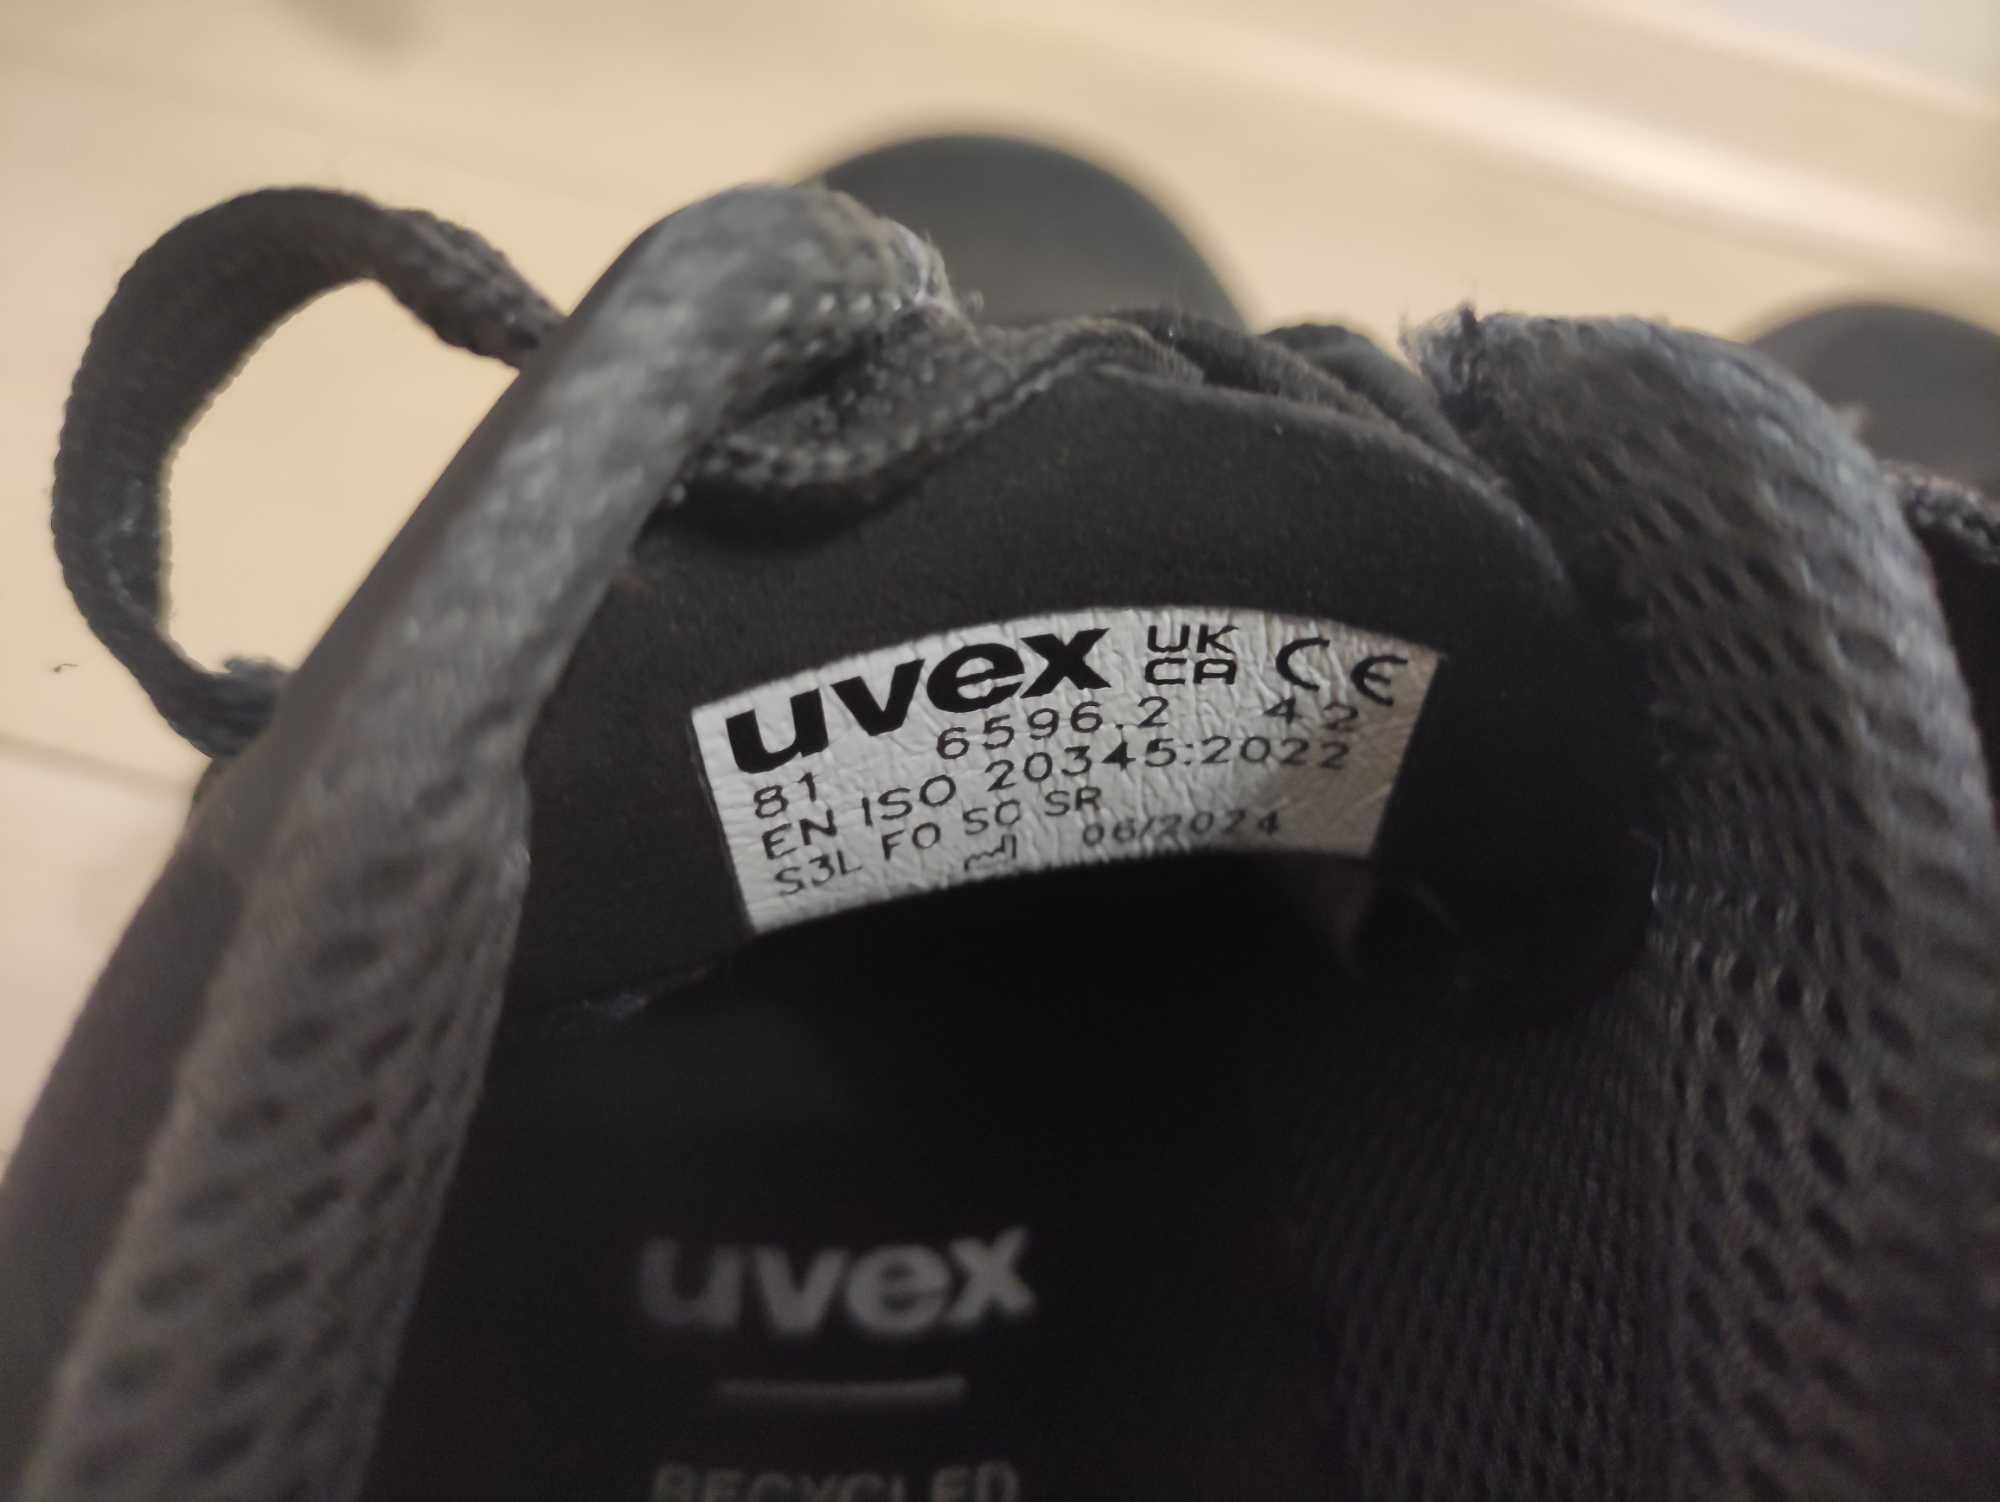 uvex UK CA CE
6596.2 42
81
EN ISO 20345:2022
S3L FO SC SR
06/2024
uvex
RECYCLED